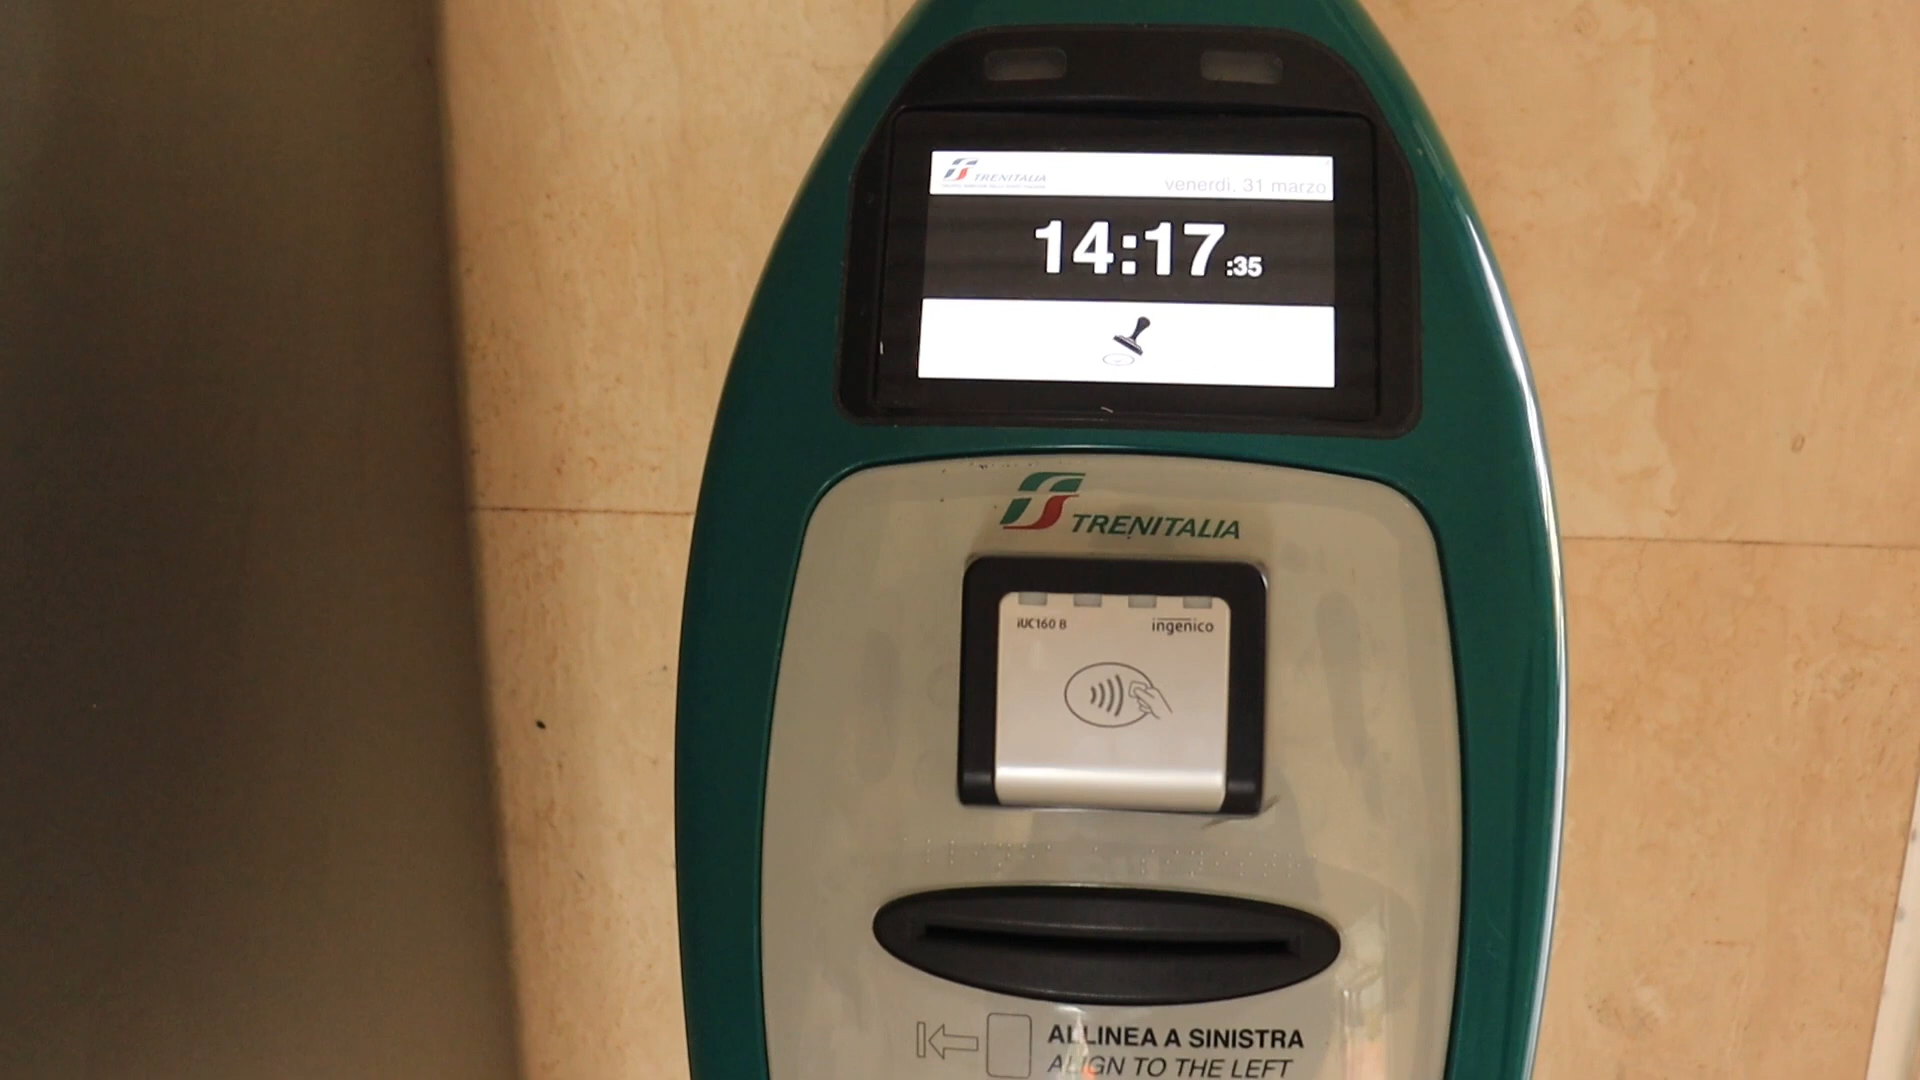 TRENITALIA
venerdì, 31 marzo
14:17:35
TRENITALIA
iUC160 B
ingenico
ALLINEA A SINISTRA
ALIGN TO THE LEFT